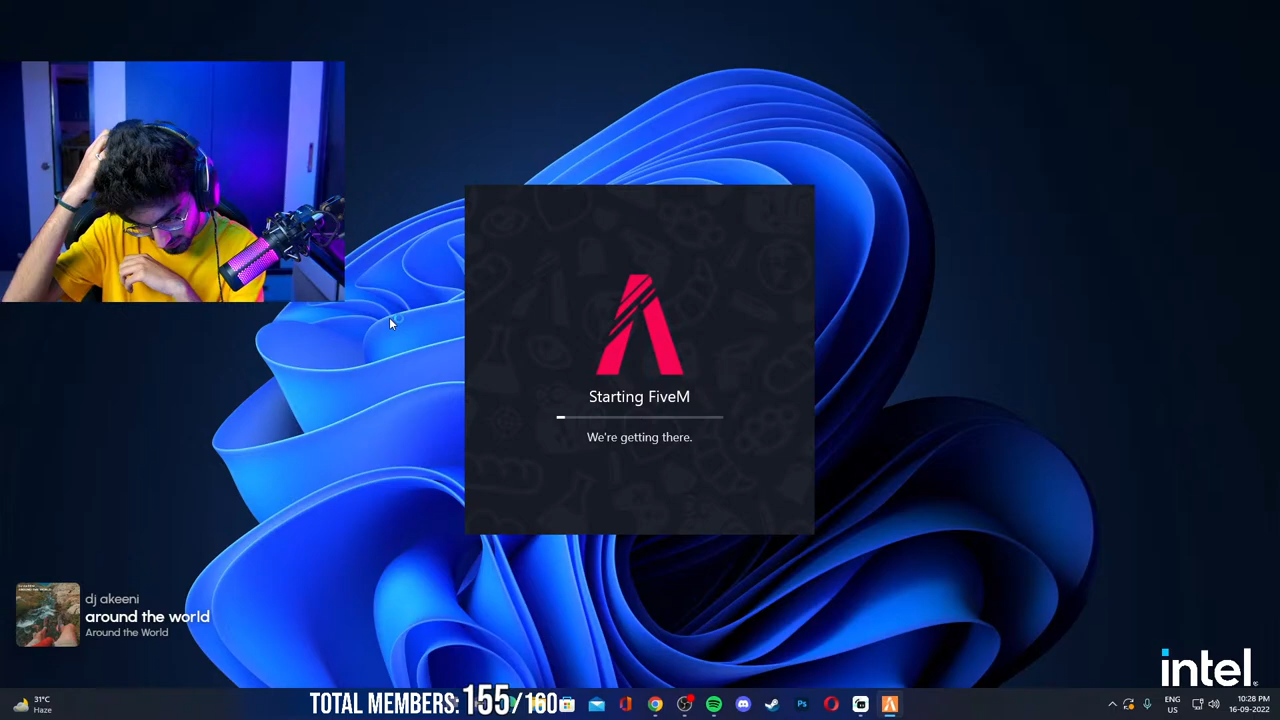 Starting FiveM
We're getting there.
dj akeeni
around the world
Around the World
intel.
31°C
Haze
TOTAL MEMBERS: 155/160
Ps
ENG
US
10:28 PM
16-09-2022